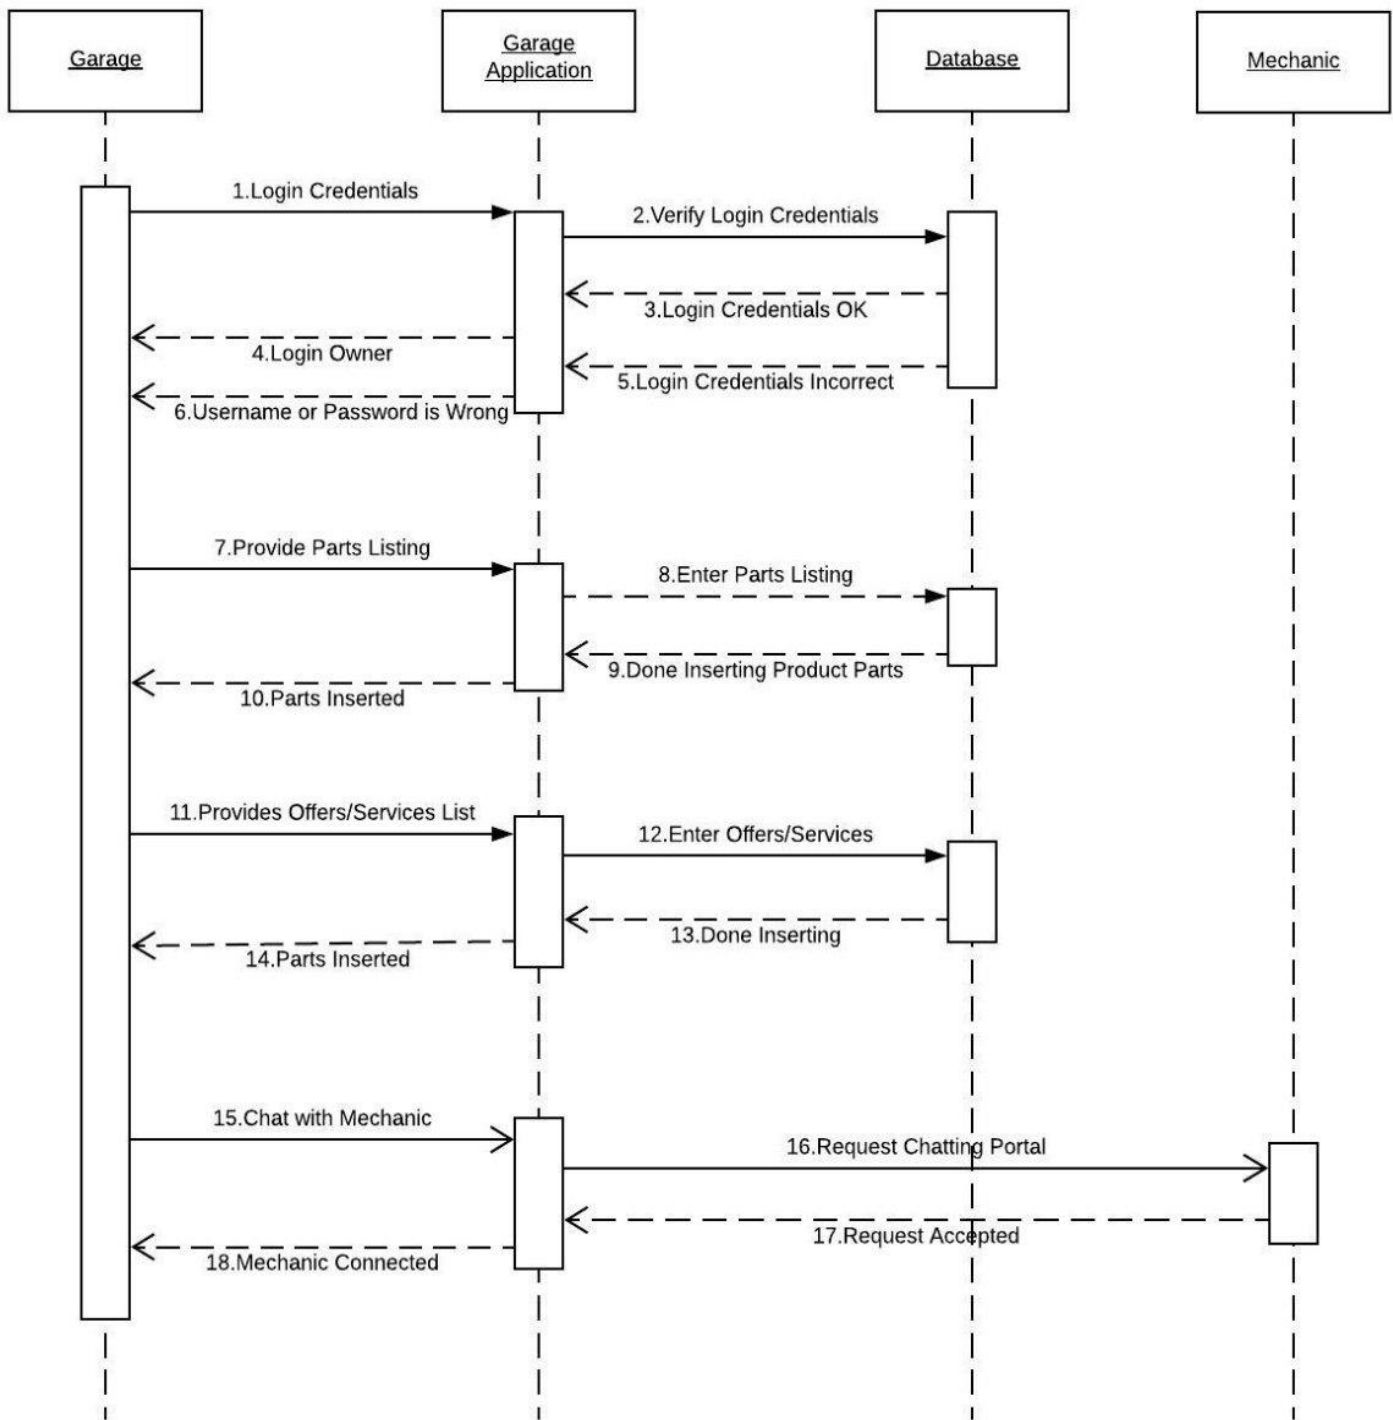 Garage
Garage
Application
Database
Mechanic
1.Login Credentials
2.Verify Login Credentials
3.Login Credentials OK
4.Login Owner
5.Login Credentials Incorrect
6.Username or Password is Wrong
7.Provide Parts Listing
8.Enter Parts Listing
9.Done Inserting Product Parts
10.Parts Inserted
11.Provides Offers/Services List
12.Enter Offers/Services
13.Done Inserting
14.Parts Inserted
15.Chat with Mechanic
16.Request Chatting Portal
17.Request Accepted
18.Mechanic Connected